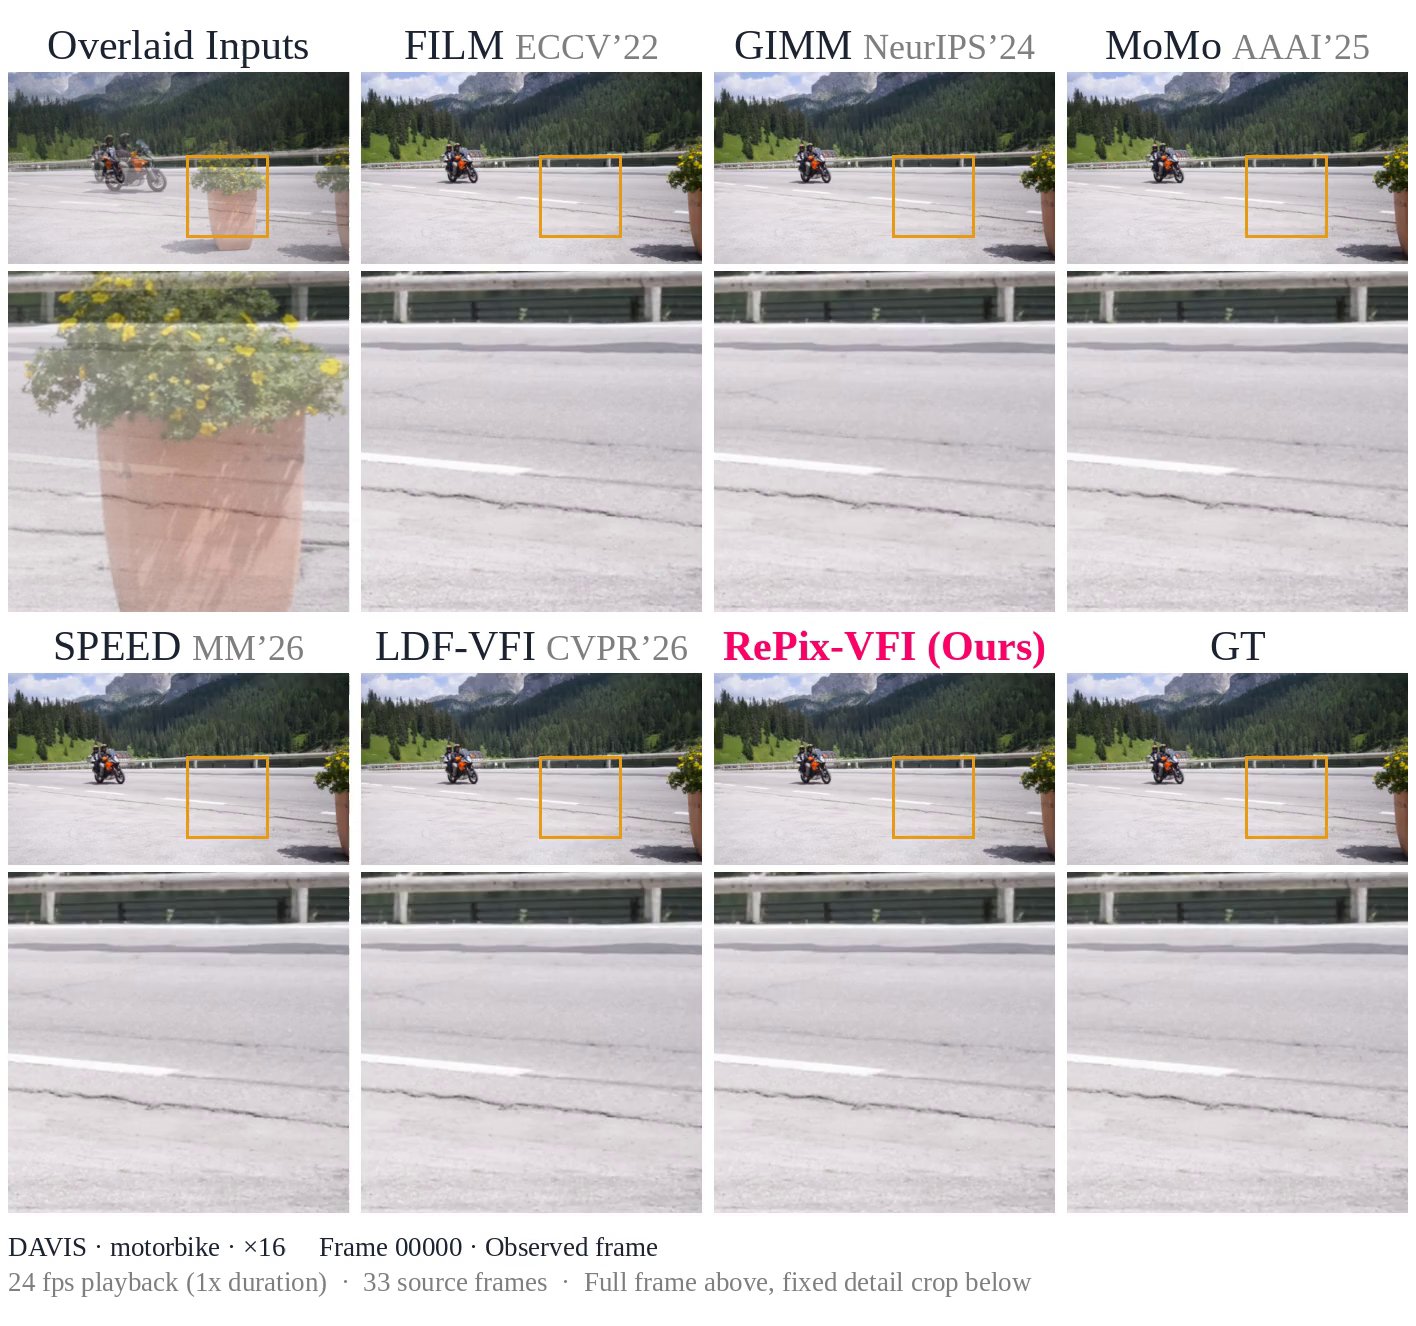 Overlaid Inputs
FILM ECCV’22
GIMM NeurIPS’24
MoMo AAAI’25
SPEED MM’26
LDF-VFI CVPR’26
RePix-VFI (Ours)
GT
DAVIS · motorbike · ×16 Frame 00000 · Observed frame
24 fps playback (1x duration) · 33 source frames · Full frame above, fixed detail crop below